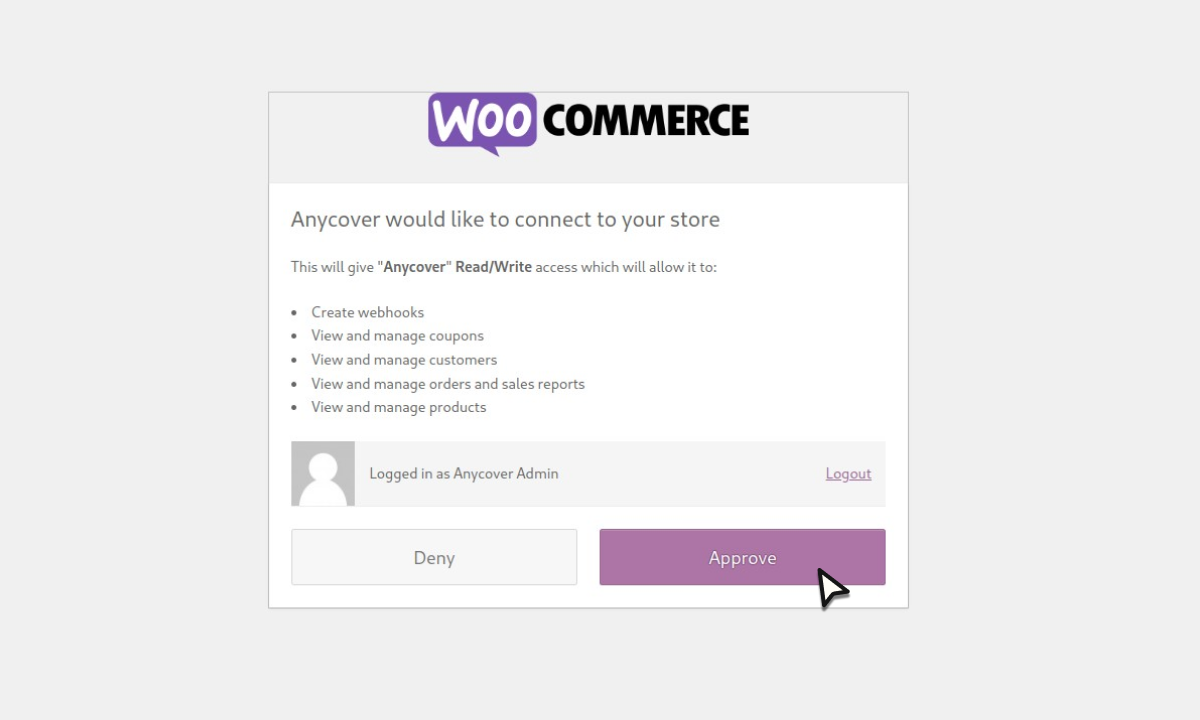 WOO COMMERCE
Anycover would like to connect to your store
This will give "Anycover" Read/Write access which will allow it to:
• Create webhooks
• View and manage coupons
• View and manage customers
• View and manage orders and sales reports
• View and manage products
Logged in as Anycover Admin Logout
Deny Approve